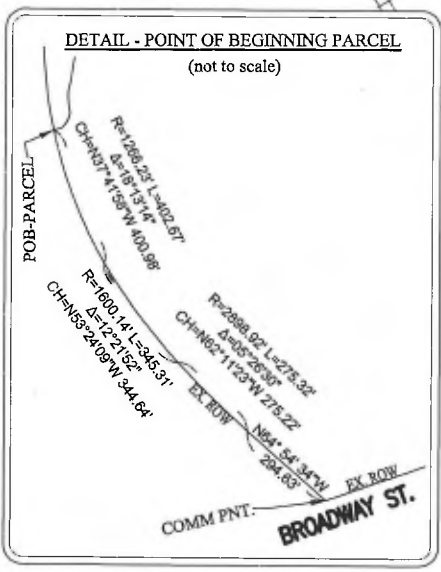 DETAIL - POINT OF BEGINNING PARCEL
(not to scale)
POB-PARCEL
R=1266.23' L=402.67'
Δ=18°13'14"
CH=N37°41'58"W 400.98'
R=1600.14' L=345.31'
Δ=12°21'52"
CH=N53°24'09"W 344.64'
R=2898.92' L=275.32'
Δ=05°26'30"
CH=N62°11'23"W 275.22'
EX. ROW
N64° 54' 34"W
294.63'
EX. ROW
COMM PNT.
BROADWAY ST.